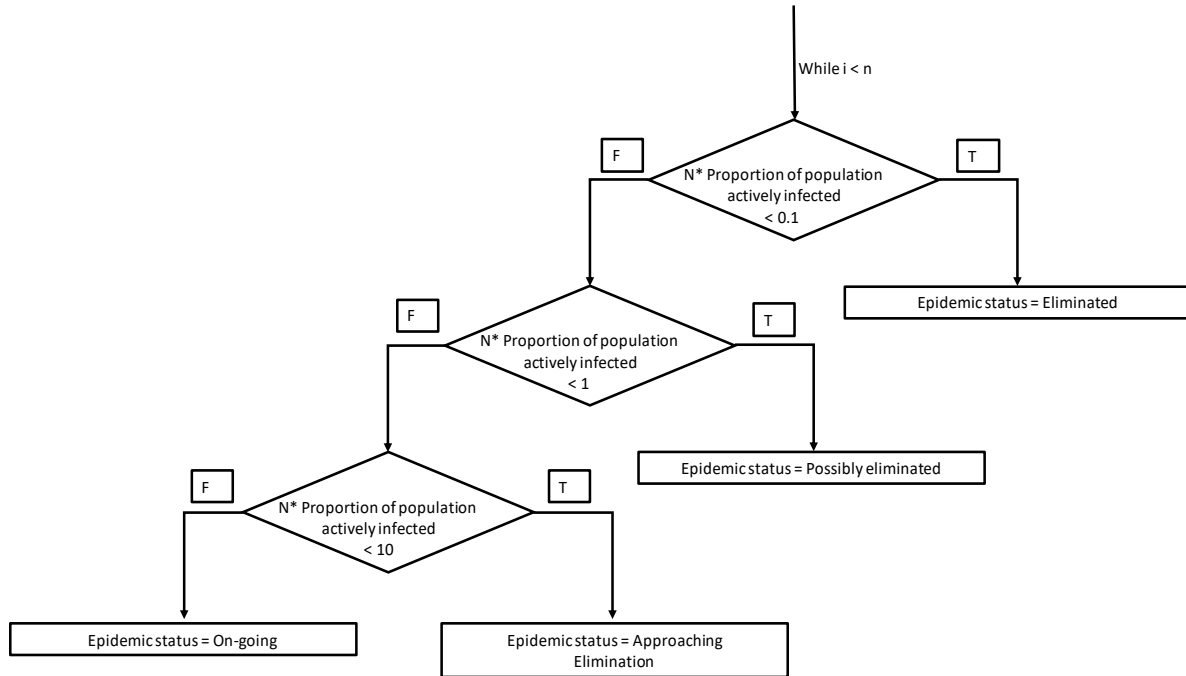 While i < n
F
T
N* Proportion of population
actively infected
< 0.1
Epidemic status = Eliminated
F
T
N* Proportion of population
actively infected
< 1
Epidemic status = Possibly eliminated
F
T
N* Proportion of population
actively infected
< 10
Epidemic status = On-going
Epidemic status = Approaching
Elimination